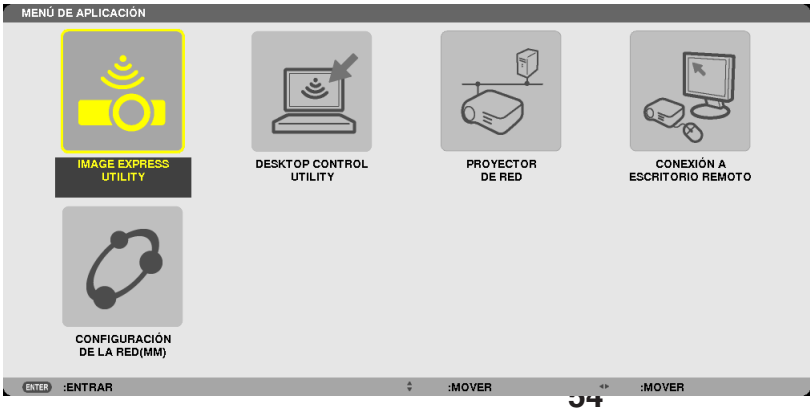 MENÚ DE APLICACIÓN
IMAGE EXPRESS
UTILITY
DESKTOP CONTROL
UTILITY
PROYECTOR
DE RED
CONEXIÓN A
ESCRITORIO REMOTO
CONFIGURACIÓN
DE LA RED(MM)
ENTER :ENTRAR :MOVER :MOVER
54